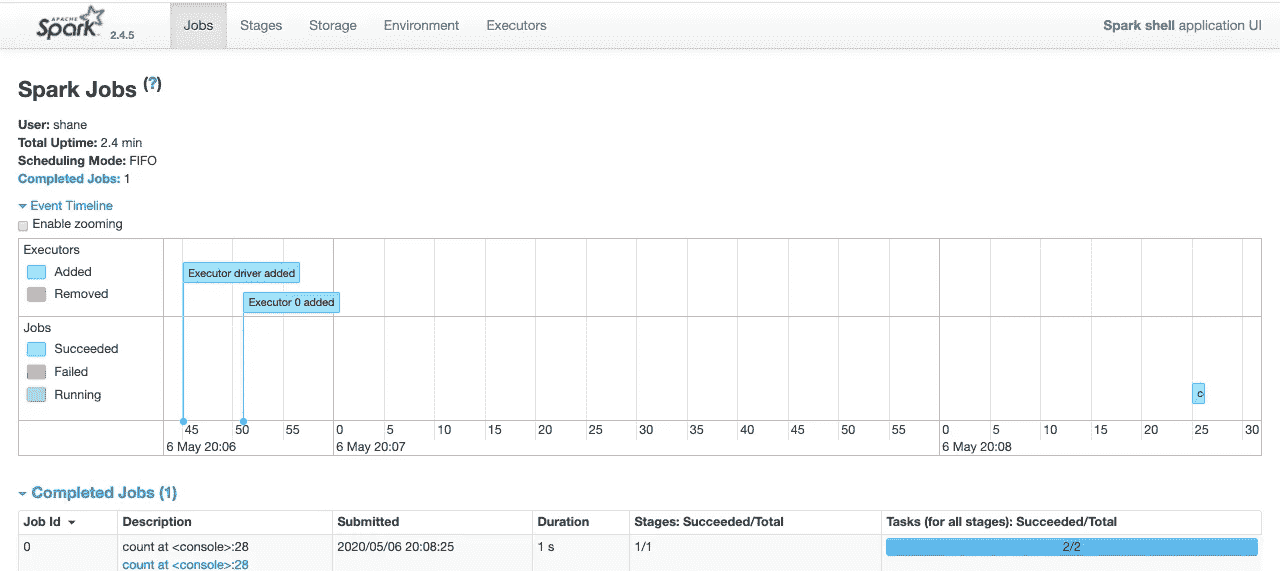 APACHE
Spark 2.4.5 Jobs Stages Storage Environment Executors Spark shell application UI
Spark Jobs (?)
User: shane
Total Uptime: 2.4 min
Scheduling Mode: FIFO
Completed Jobs: 1
Event Timeline
Enable zooming
Executors
Added
Removed
Executor driver added
Executor 0 added
Jobs
Succeeded
Failed
Running
c
45 50 55 0 5 10 15 20 25 30 35 40 45 50 55 0 5 10 15 20 25 30
6 May 20:06 6 May 20:07 6 May 20:08
Completed Jobs (1)
Job Id Description Submitted Duration Stages: Succeeded/Total Tasks (for all stages): Succeeded/Total
0 count at <console>:28 2020/05/06 20:08:25 1 s 1/1 2/2
count at <console>:28